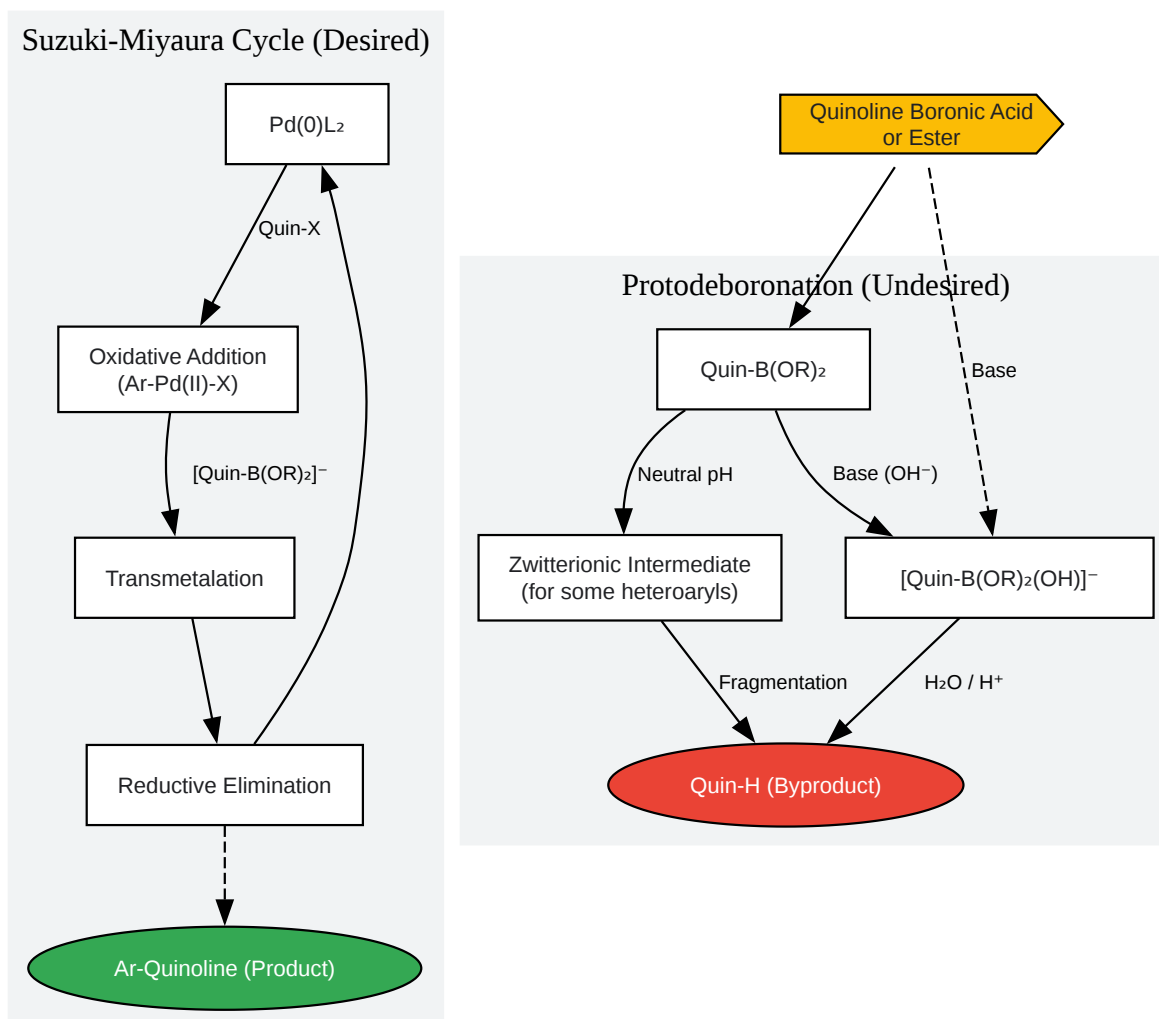 Suzuki-Miyaura Cycle (Desired)
Pd(0)L₂
Quin-X
Oxidative Addition
(Ar-Pd(II)-X)
[Quin-B(OR)₂]⁻
Transmetalation
Reductive Elimination
Ar-Quinoline (Product)
Quinoline Boronic Acid
or Ester
Protodeboronation (Undesired)
Quin-B(OR)₂
Base
Neutral pH
Base (OH⁻)
Zwitterionic Intermediate
(for some heteroaryls)
[Quin-B(OR)₂(OH)]⁻
Fragmentation
H₂O / H⁺
Quin-H (Byproduct)